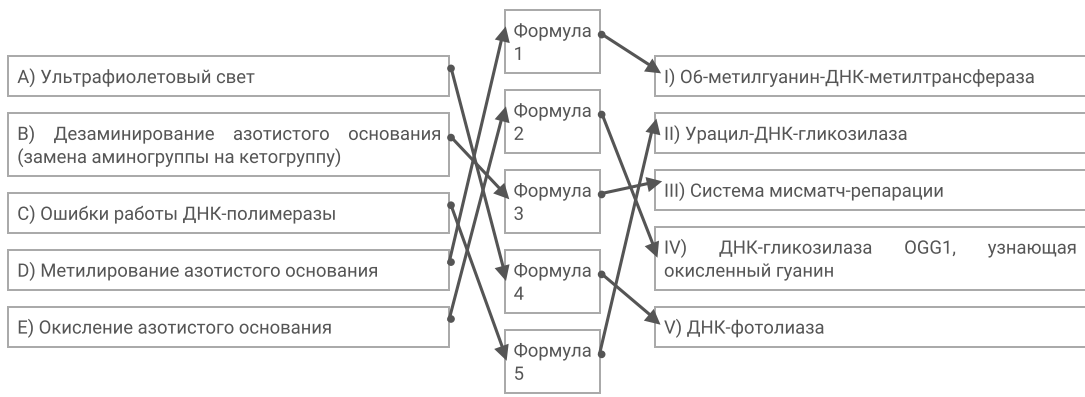 A) Ультрафиолетовый свет
B) Дезаминирование азотистого основания
(замена аминогруппы на кетогруппу)
C) Ошибки работы ДНК-полимеразы
D) Метилирование азотистого основания
E) Окисление азотистого основания
Формула
1
Формула
2
Формула
3
Формула
4
Формула
5
I) O6-метилгуанин-ДНК-метилтрансфераза
II) Урацил-ДНК-гликозилаза
III) Система мисматч-репарации
IV) ДНК-гликозилаза OGG1, узнающая
окисленный гуанин
V) ДНК-фотолиаза